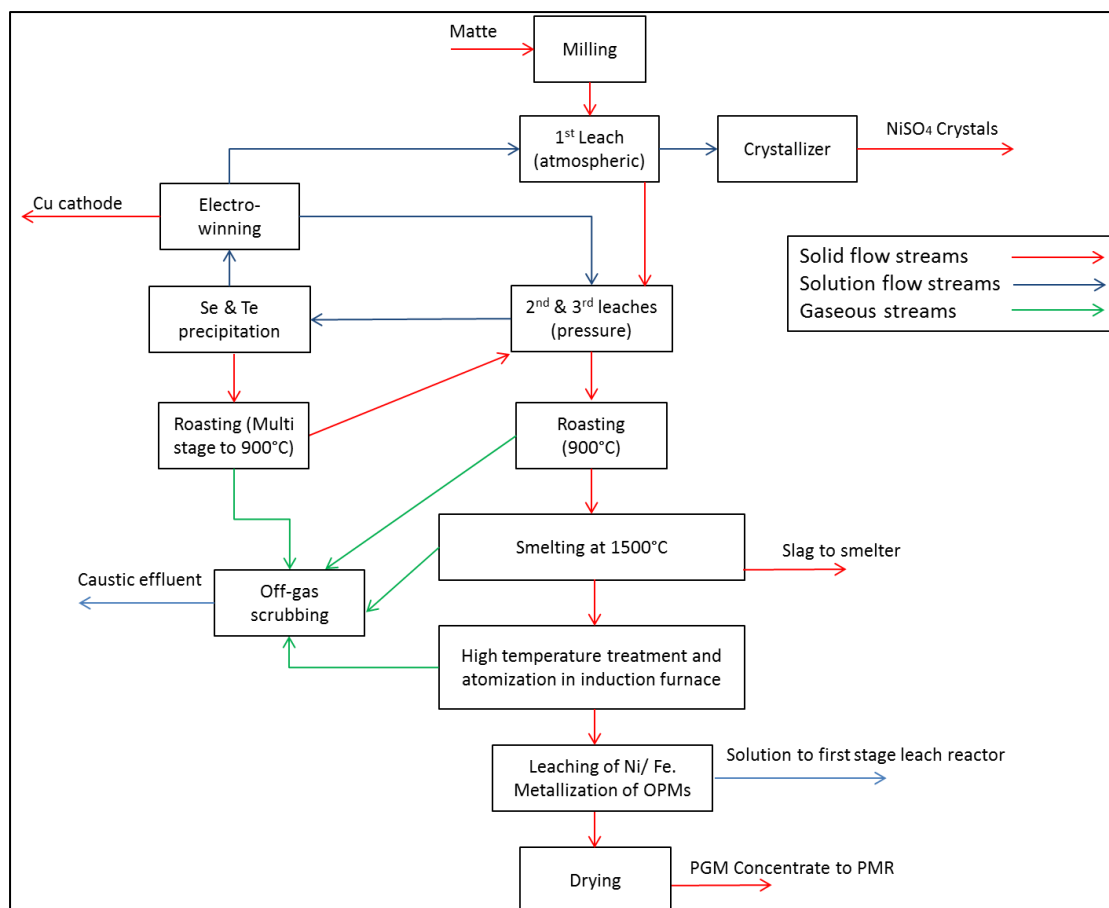 Matte
Milling
1st Leach
(atmospheric)
Crystallizer
NiSO4 Crystals
Cu cathode
Electro-
winning
Solid flow streams
Solution flow streams
Gaseous streams
Se & Te
precipitation
2nd & 3rd leaches
(pressure)
Roasting (Multi
stage to 900°C)
Roasting
(900°C)
Smelting at 1500°C
Slag to smelter
Caustic effluent
Off-gas
scrubbing
High temperature treatment and
atomization in induction furnace
Leaching of Ni/ Fe.
Metallization of OPMs
Solution to first stage leach reactor
Drying
PGM Concentrate to PMR